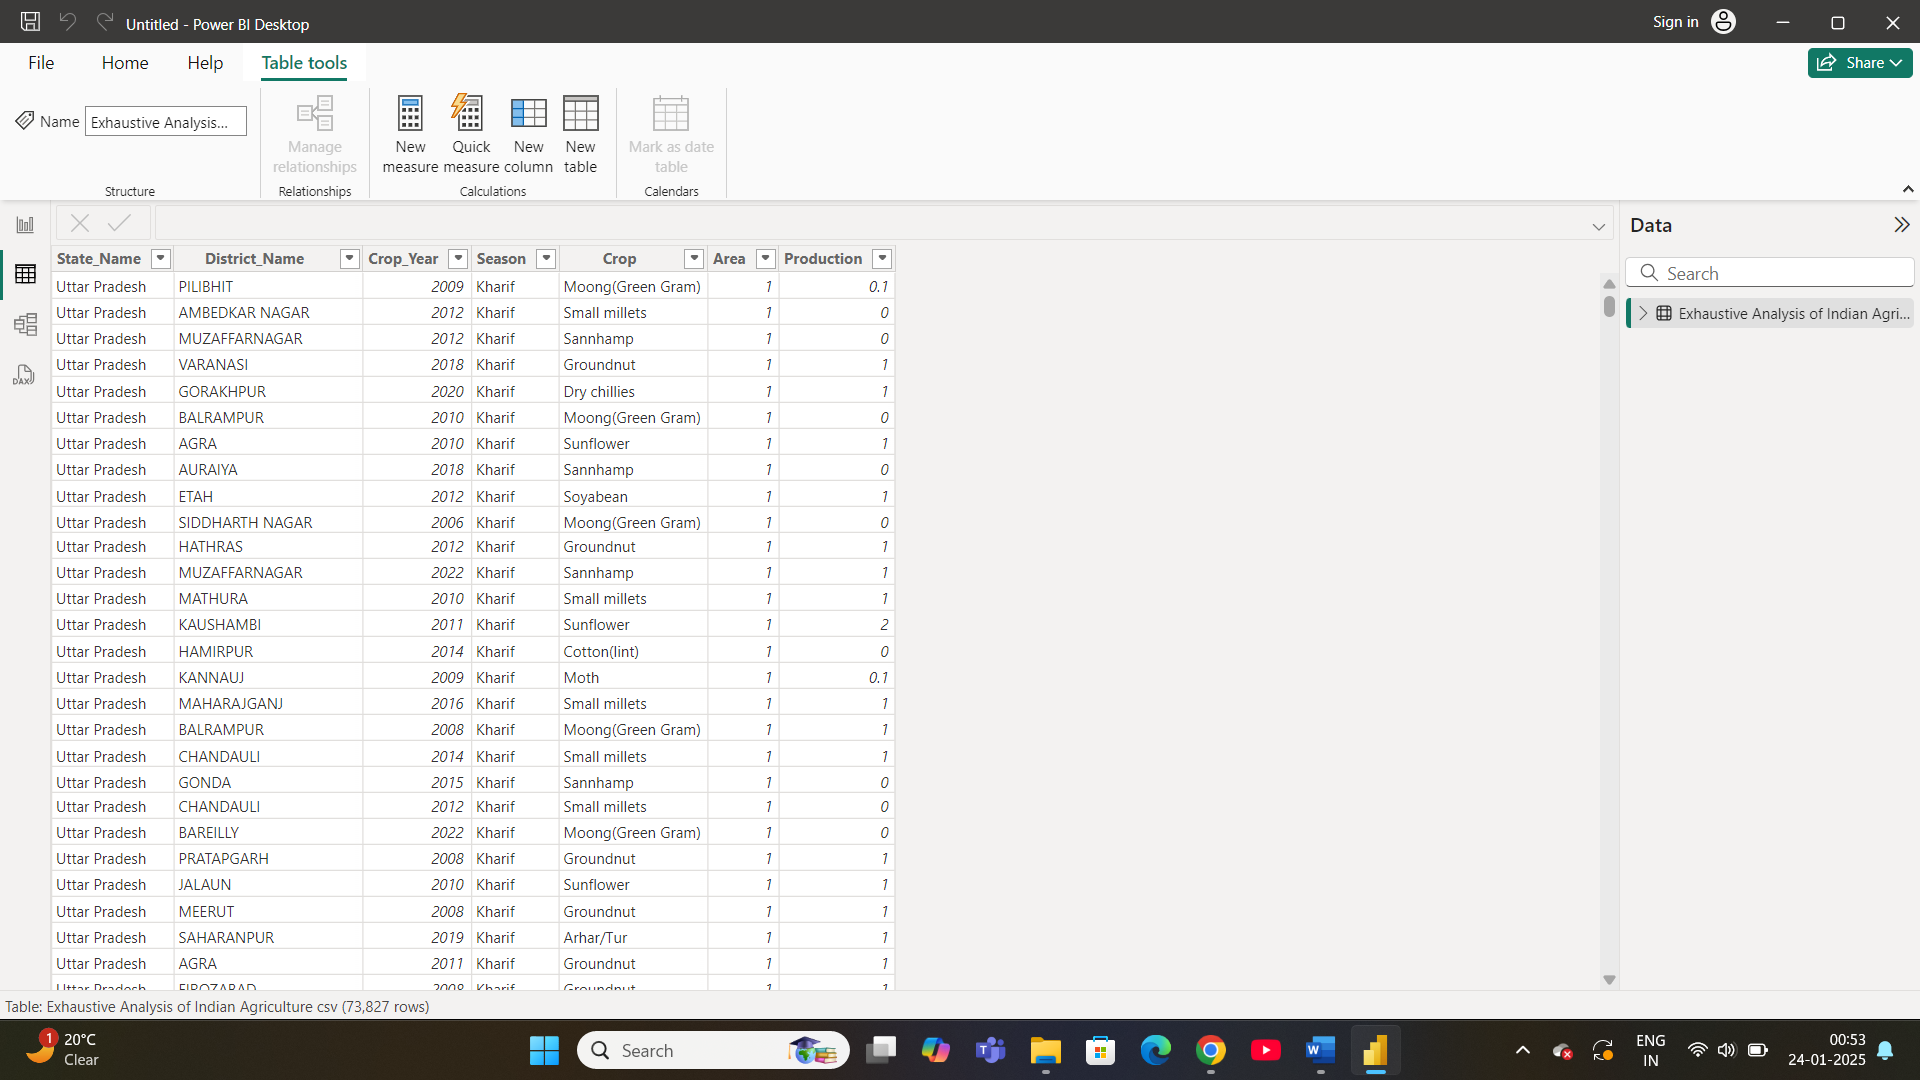 Untitled - Power BI Desktop
Sign in
File Home Help Table tools
Share
Name Exhaustive Analysis...
Manage relationships
New measure
Quick measure
New column
New table
Mark as date table
Structure
Relationships
Calculations
Calendars
Data
Search
Exhaustive Analysis of Indian Agri...
State_Name District_Name Crop_Year Season Crop Area Production
Uttar Pradesh PILIBHIT 2009 Kharif Moong(Green Gram) 1 0.1
Uttar Pradesh AMBEDKAR NAGAR 2012 Kharif Small millets 1 0
Uttar Pradesh MUZAFFARNAGAR 2012 Kharif Sannhamp 1 0
Uttar Pradesh VARANASI 2018 Kharif Groundnut 1 1
Uttar Pradesh GORAKHPUR 2020 Kharif Dry chillies 1 1
Uttar Pradesh BALRAMPUR 2010 Kharif Moong(Green Gram) 1 0
Uttar Pradesh AGRA 2010 Kharif Sunflower 1 1
Uttar Pradesh AURAIYA 2018 Kharif Sannhamp 1 0
Uttar Pradesh ETAH 2012 Kharif Soyabean 1 1
Uttar Pradesh SIDDHARTH NAGAR 2006 Kharif Moong(Green Gram) 1 0
Uttar Pradesh HATHRAS 2012 Kharif Groundnut 1 1
Uttar Pradesh MUZAFFARNAGAR 2022 Kharif Sannhamp 1 1
Uttar Pradesh MATHURA 2010 Kharif Small millets 1 1
Uttar Pradesh KAUSHAMBI 2011 Kharif Sunflower 1 2
Uttar Pradesh HAMIRPUR 2014 Kharif Cotton(lint) 1 0
Uttar Pradesh KANNAUJ 2009 Kharif Moth 1 0.1
Uttar Pradesh MAHARAJGANJ 2016 Kharif Small millets 1 1
Uttar Pradesh BALRAMPUR 2008 Kharif Moong(Green Gram) 1 1
Uttar Pradesh CHANDAULI 2014 Kharif Small millets 1 1
Uttar Pradesh GONDA 2015 Kharif Sannhamp 1 0
Uttar Pradesh CHANDAULI 2012 Kharif Small millets 1 0
Uttar Pradesh BAREILLY 2022 Kharif Moong(Green Gram) 1 0
Uttar Pradesh PRATAPGARH 2008 Kharif Groundnut 1 1
Uttar Pradesh JALAUN 2010 Kharif Sunflower 1 1
Uttar Pradesh MEERUT 2008 Kharif Groundnut 1 1
Uttar Pradesh SAHARANPUR 2019 Kharif Arhar/Tur 1 1
Uttar Pradesh AGRA 2011 Kharif Groundnut 1 1
Uttar Pradesh FIROZABAD 2008 Kharif Groundnut 1 1
DAX
Table: Exhaustive Analysis of Indian Agriculture csv (73,827 rows)
1
20°C
Clear
Search
ENG
IN
00:53
24-01-2025